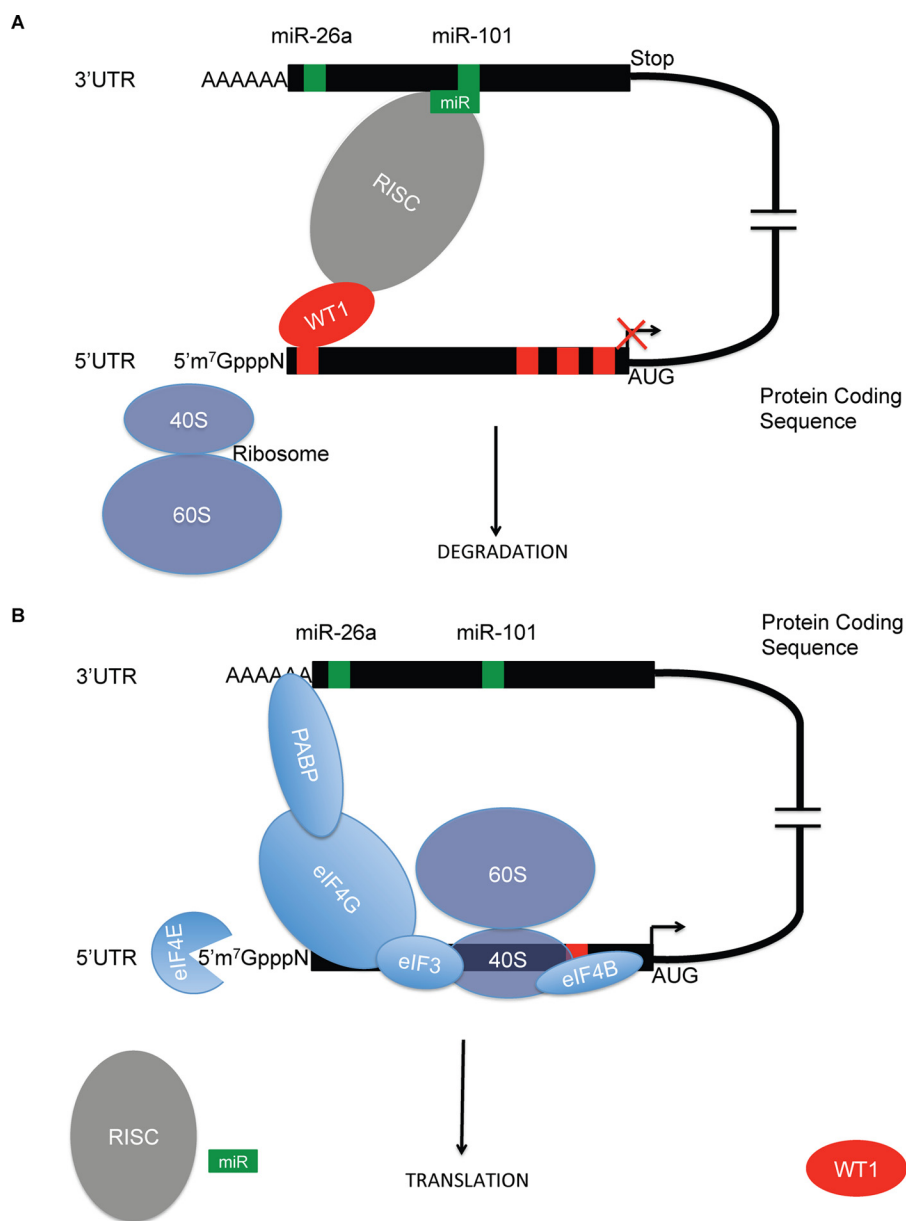 A
miR-26a miR-101
3'UTR AAAAAA Stop
miR
RISC
WT1
5'UTR 5'm⁷GpppN AUG
Protein Coding
Sequence
40S
Ribosome
60S
DEGRADATION
B
Protein Coding
Sequence
miR-26a miR-101
3'UTR AAAAAA
PABP
60S
eIF4G
5'UTR eIF4E 5'm⁷GpppN eIF3 40S eIF4B AUG
RISC
miR
TRANSLATION
WT1